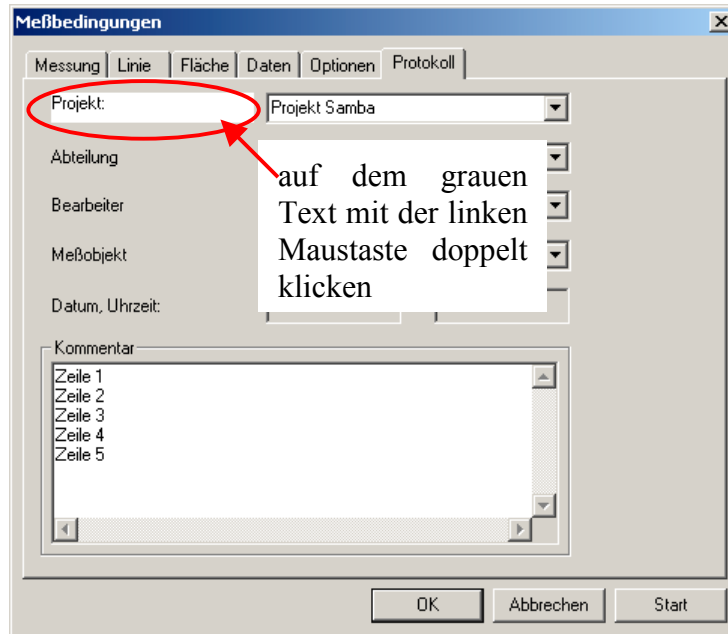 Meßbedingungen
Messung Linie Fläche Daten Optionen Protokoll
Projekt: Projekt Samba
Abteilung
Bearbeiter
Meßobjekt
Datum, Uhrzeit:
auf dem grauen
Text mit der linken
Maustaste doppelt
klicken
Kommentar
Zeile 1
Zeile 2
Zeile 3
Zeile 4
Zeile 5
OK Abbrechen Start